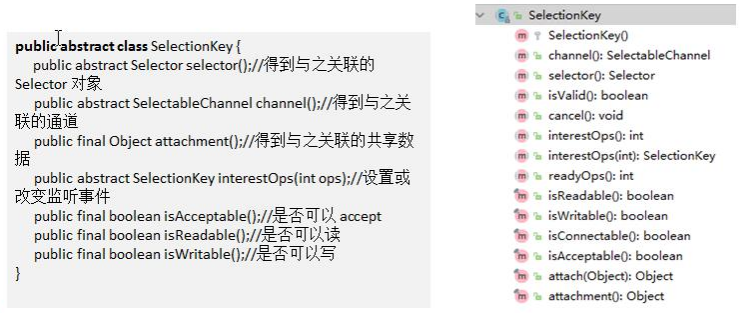 public abstract class SelectionKey {
public abstract Selector selector();//得到与之关联的
Selector 对象
public abstract SelectableChannel channel();//得到与之关
联的通道
public final Object attachment();//得到与之关联的共享数
据
public abstract SelectionKey interestOps(int ops);//设置或
改变监听事件
public final boolean isAcceptable();//是否可以 accept
public final boolean isReadable();//是否可以读
public final boolean isWritable();//是否可以写
}
SelectionKey
SelectionKey()
channel(): SelectableChannel
selector(): Selector
isValid(): boolean
cancel(): void
interestOps(): int
interestOps(int): SelectionKey
readyOps(): int
isReadable(): boolean
isWritable(): boolean
isConnectable(): boolean
isAcceptable(): boolean
attach(Object): Object
attachment(): Object